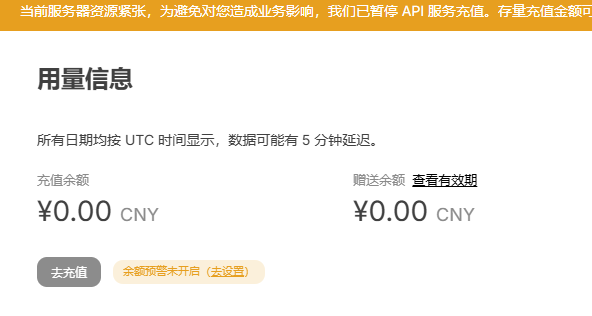 当前服务器资源紧张，为避免对您造成业务影响，我们已暂停 API 服务充值。存量充值金额可
用量信息
所有日期均按 UTC 时间显示，数据可能有 5 分钟延迟。
充值余额 赠送余额 查看有效期
¥0.00 CNY ¥0.00 CNY
去充值 余额预警未开启（去设置）